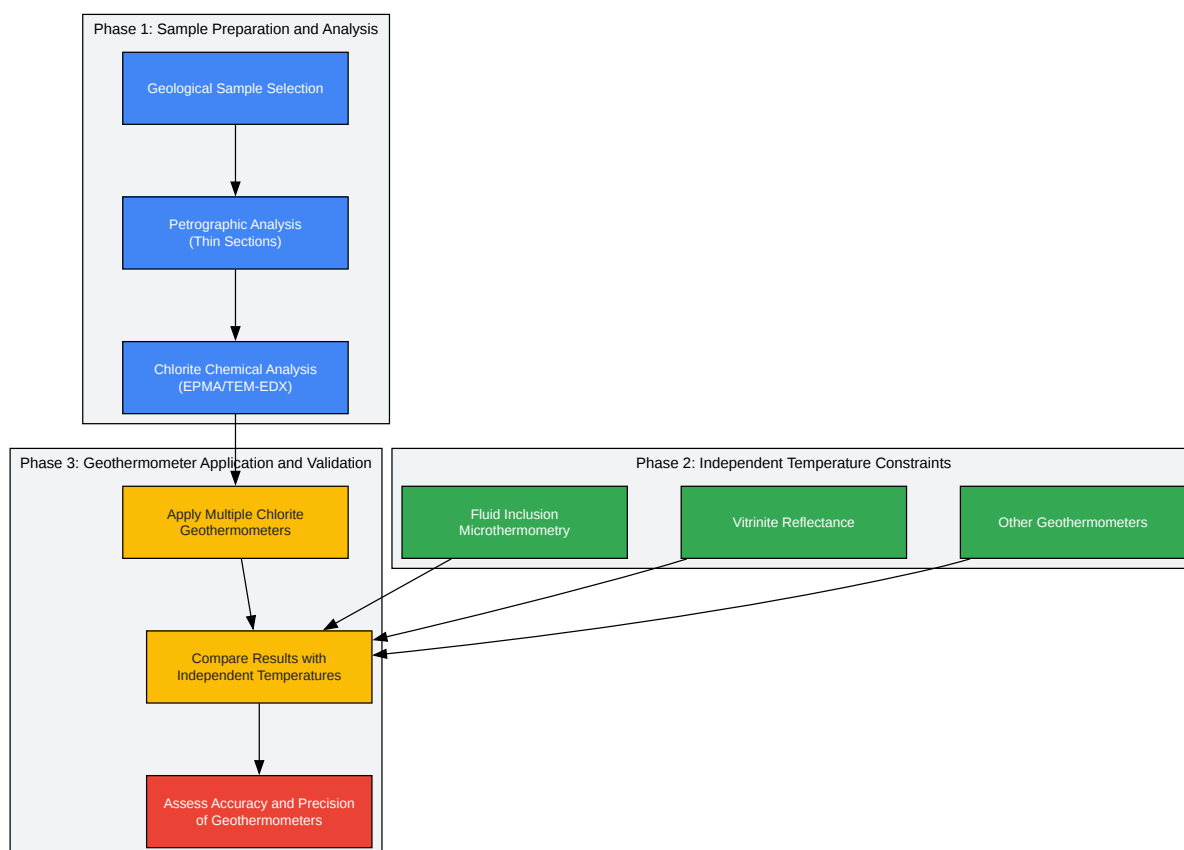 Phase 1: Sample Preparation and Analysis
Geological Sample Selection
Petrographic Analysis
(Thin Sections)
Chlorite Chemical Analysis
(EPMA/TEM-EDX)
Phase 3: Geothermometer Application and Validation
Apply Multiple Chlorite
Geothermometers
Compare Results with
Independent Temperatures
Assess Accuracy and Precision
of Geothermometers
Phase 2: Independent Temperature Constraints
Fluid Inclusion
Microthermometry
Vitrinite Reflectance
Other Geothermometers